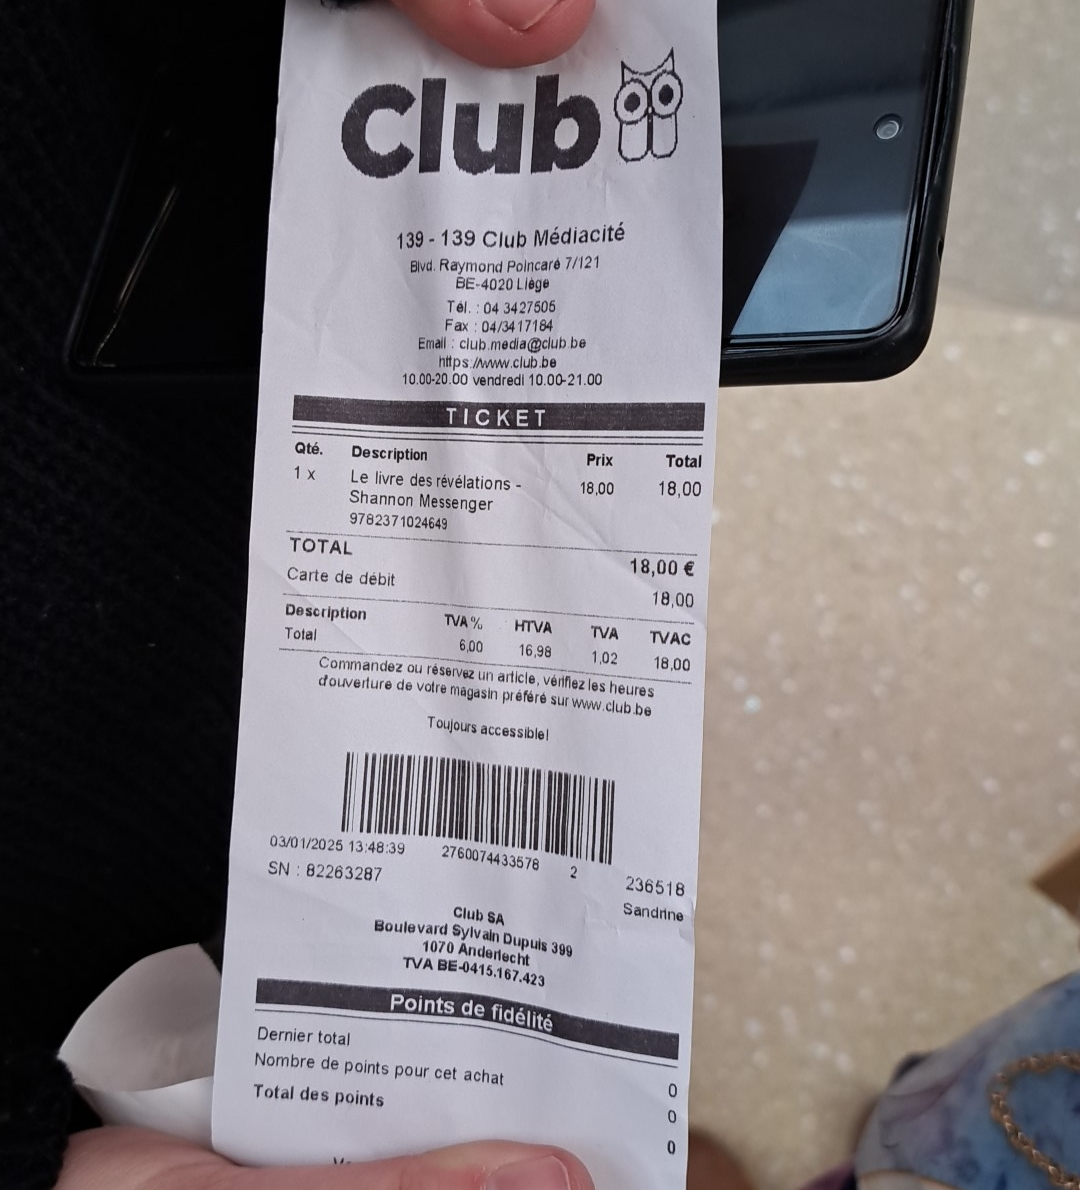 Club
139 - 139 Club Médiacité
Blvd. Raymond Poincaré 7/121
BE-4020 Liège
Tél. : 04 3427505
Fax : 04/3417184
Email : club.media@club.be
https://www.club.be
10.00-20.00 vendredi 10.00-21.00
TICKET
Qté. Description Prix Total
1 x Le livre des révélations - 18,00 18,00
Shannon Messenger
9782371024649
TOTAL 18,00 €
Carte de débit 18,00
Description TVA % HTVA TVA TVAC
Total 6,00 16,98 1,02 18,00
Commandez ou réservez un article, vérifiez les heures
d'ouverture de votre magasin préféré sur www.club.be
Toujours accessible!
03/01/2025 13:48:39 2760074433578 2 236518
SN : 82263287 Sandrine
Club SA
Boulevard Sylvain Dupuis 399
1070 Anderlecht
TVA BE-0415.167.423
Points de fidélité
Dernier total 0
Nombre de points pour cet achat 0
Total des points 0